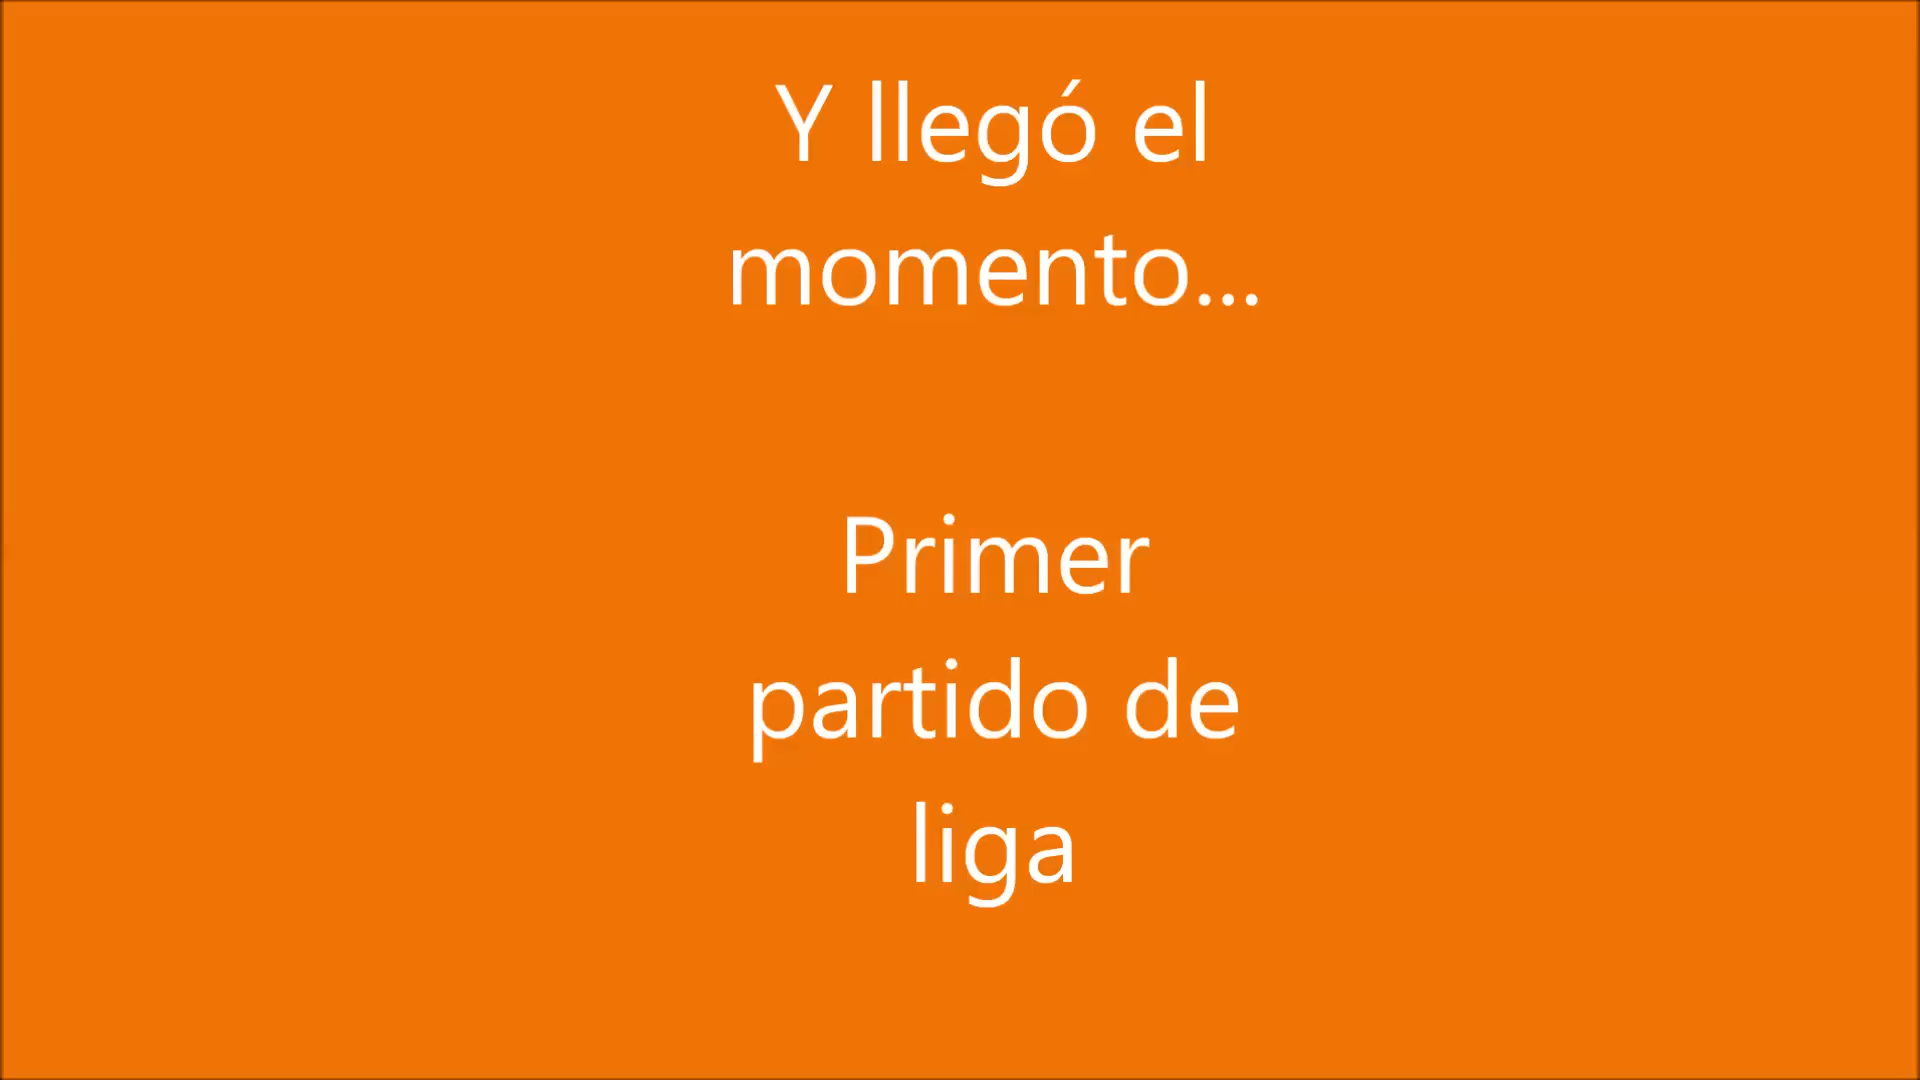 Y llegó el
momento...
Primer
partido de
liga